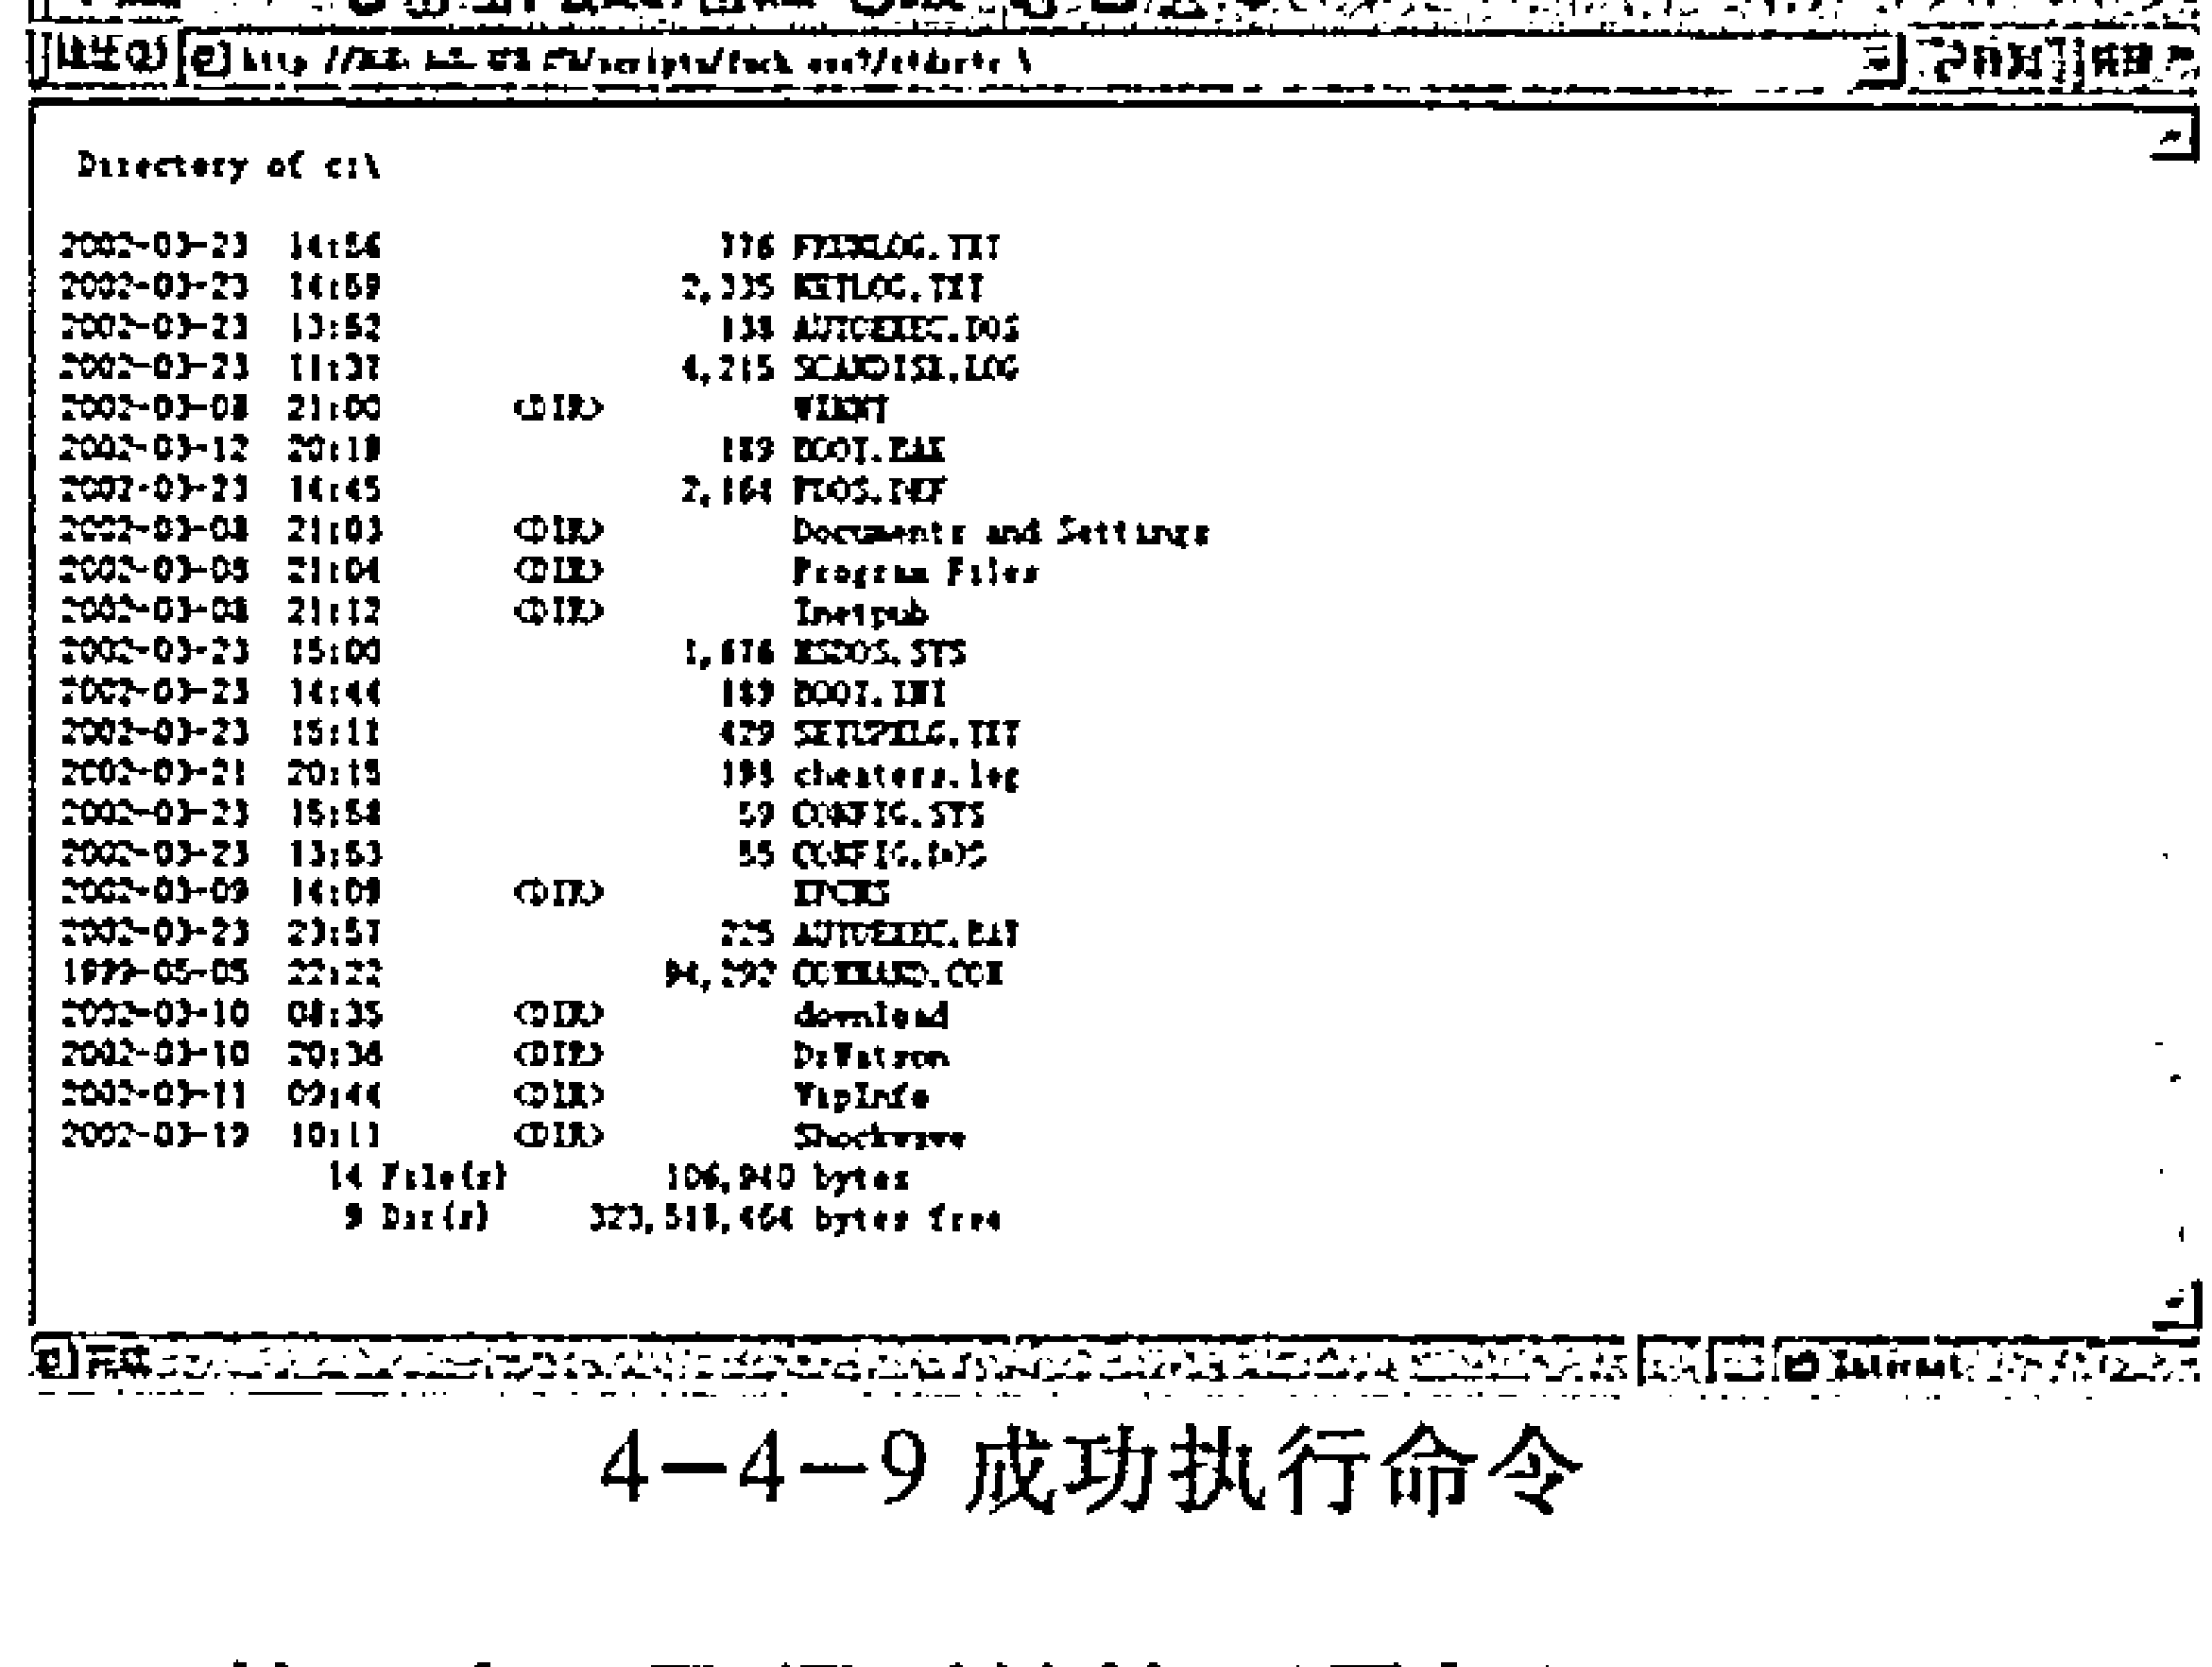 Directory of c:\
2002-03-23 14:56
2002-03-23 14:59 2,335 NETLOG.TXT
2002-03-23 13:52 AUTOEXEC.DOS
2002-03-23 11:37 4,215 SCANDISK.LOG
2002-03-08 21:00 <DIR> WINNT
2002-03-12 20:18 189 BOOT.BAK
2002-03-23 14:45
2002-03-08 21:03 <DIR> Documents and Settings
2002-03-08 21:04 <DIR> Program Files
2002-03-08 21:12 <DIR> Inetpub
2002-03-23 15:00 1,676 MSDOS.SYS
2002-03-23 14:44 189 BOOT.INI
2002-03-23 15:11 429 SETUPXLG.TXT
2002-03-21 20:15 cheaters.log
2002-03-23 15:58 59 CONFIG.SYS
2002-03-23 13:53 55 CONFIG.DOS
2002-03-09 14:09 <DIR>
2002-03-23 23:57 225 AUTOEXEC.BAT
1999-05-05 22:22 94,292 COMMAND.COM
2002-03-10 08:35 <DIR> download
2002-03-10 20:36 <DIR> DrWatson
2002-03-11 09:44 <DIR>
2002-03-19 10:11 <DIR> Shockwave
14 File(s) 106,940 bytes
9 Dir(s) bytes free
完成 Internet
4-4-9 成功执行命令